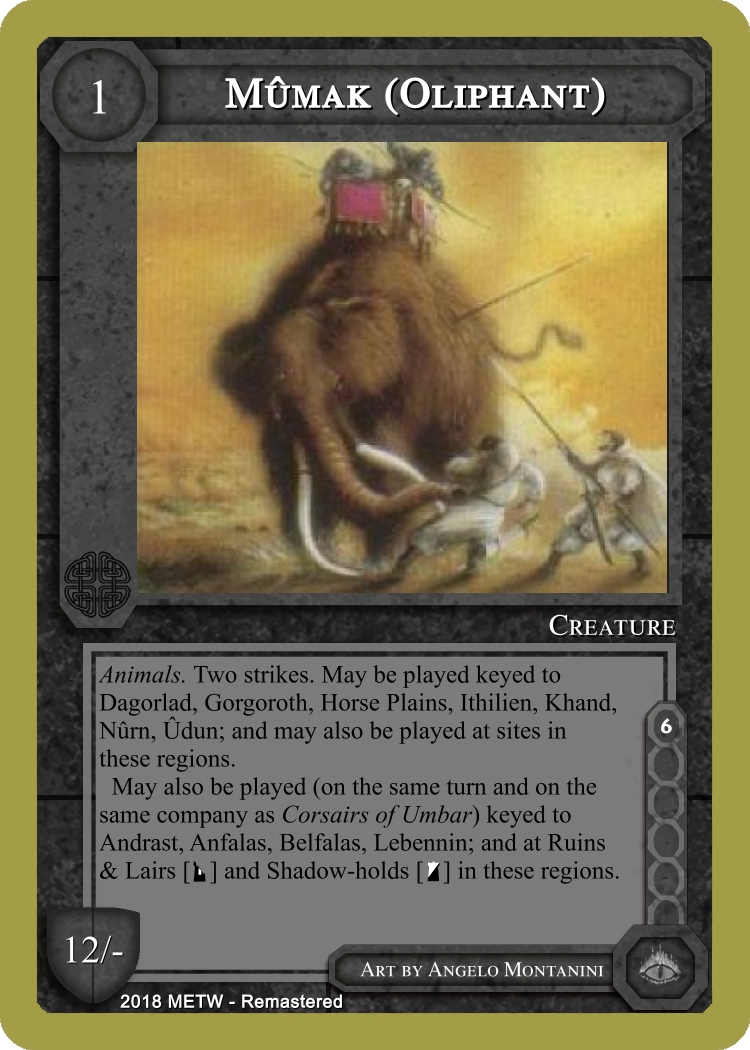 1
MÛMAK (OLIPHANT)
CREATURE
Animals. Two strikes. May be played keyed to
Dagorlad, Gorgoroth, Horse Plains, Ithilien, Khand,
Nûrn, Ûdun; and may also be played at sites in
these regions.
May also be played (on the same turn and on the
same company as Corsairs of Umbar) keyed to
Andrast, Anfalas, Belfalas, Lebennin; and at Ruins
& Lairs [ ] and Shadow-holds [ ] in these regions.
6
12/-
ART BY ANGELO MONTANINI
2018 METW - Remastered